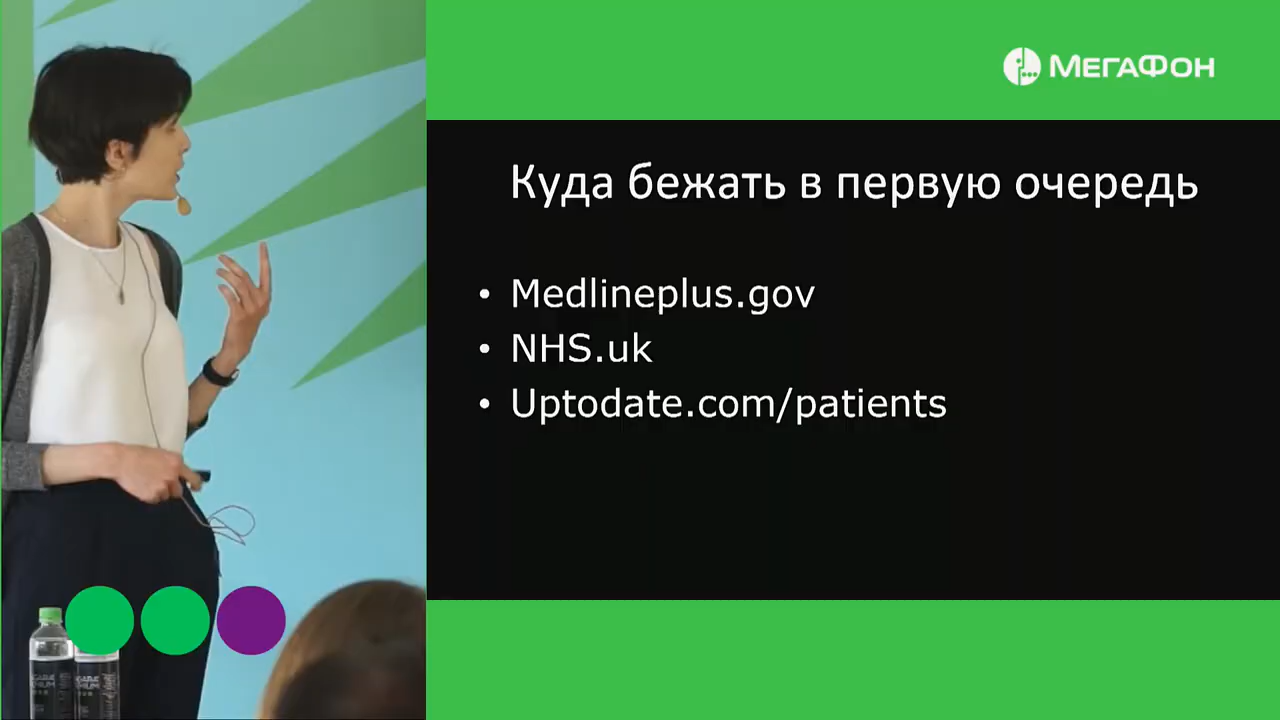 МЕГАФОН
Куда бежать в первую очередь
• Medlineplus.gov
• NHS.uk
• Uptodate.com/patients